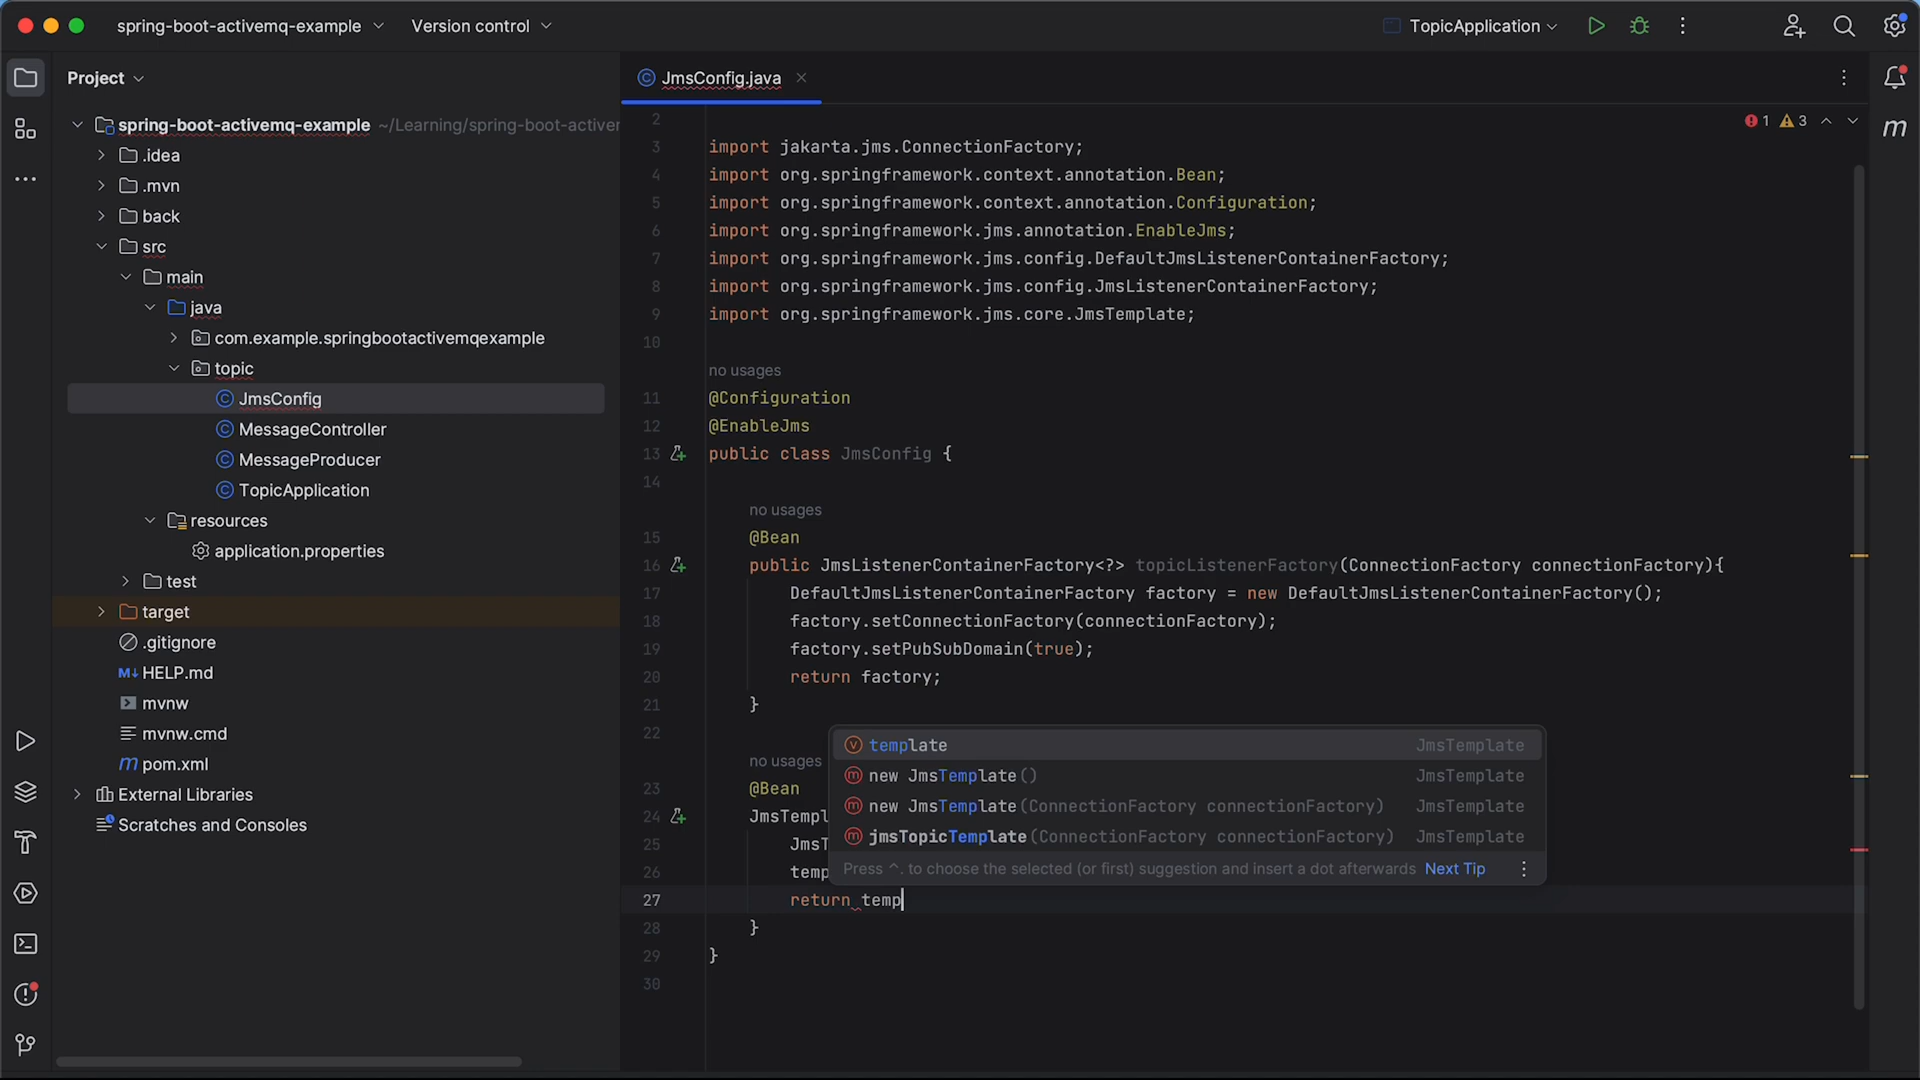 spring-boot-activemq-example
Version control
TopicApplication
Project
JmsConfig.java
spring-boot-activemq-example ~/Learning/spring-boot-activer
.idea
.mvn
back
src
main
java
com.example.springbootactivemqexample
topic
JmsConfig
MessageController
MessageProducer
TopicApplication
resources
application.properties
test
target
.gitignore
M↓ HELP.md
mvnw
mvnw.cmd
m pom.xml
External Libraries
Scratches and Consoles
1 3
m
2
3 import jakarta.jms.ConnectionFactory;
4 import org.springframework.context.annotation.Bean;
5 import org.springframework.context.annotation.Configuration;
6 import org.springframework.jms.annotation.EnableJms;
7 import org.springframework.jms.config.DefaultJmsListenerContainerFactory;
8 import org.springframework.jms.config.JmsListenerContainerFactory;
9 import org.springframework.jms.core.JmsTemplate;
10
no usages
11 @Configuration
12 @EnableJms
13 public class JmsConfig {
14
no usages
15 @Bean
16 public JmsListenerContainerFactory<?> topicListenerFactory(ConnectionFactory connectionFactory){
17 DefaultJmsListenerContainerFactory factory = new DefaultJmsListenerContainerFactory();
18 factory.setConnectionFactory(connectionFactory);
19 factory.setPubSubDomain(true);
20 return factory;
21 }
22
no usages
23 @Bean
24 JmsTempl
25 JmsT
26 temp
27 return temp
28 }
29 }
30
template JmsTemplate
new JmsTemplate() JmsTemplate
new JmsTemplate(ConnectionFactory connectionFactory) JmsTemplate
jmsTopicTemplate(ConnectionFactory connectionFactory) JmsTemplate
Press ^. to choose the selected (or first) suggestion and insert a dot afterwards Next Tip